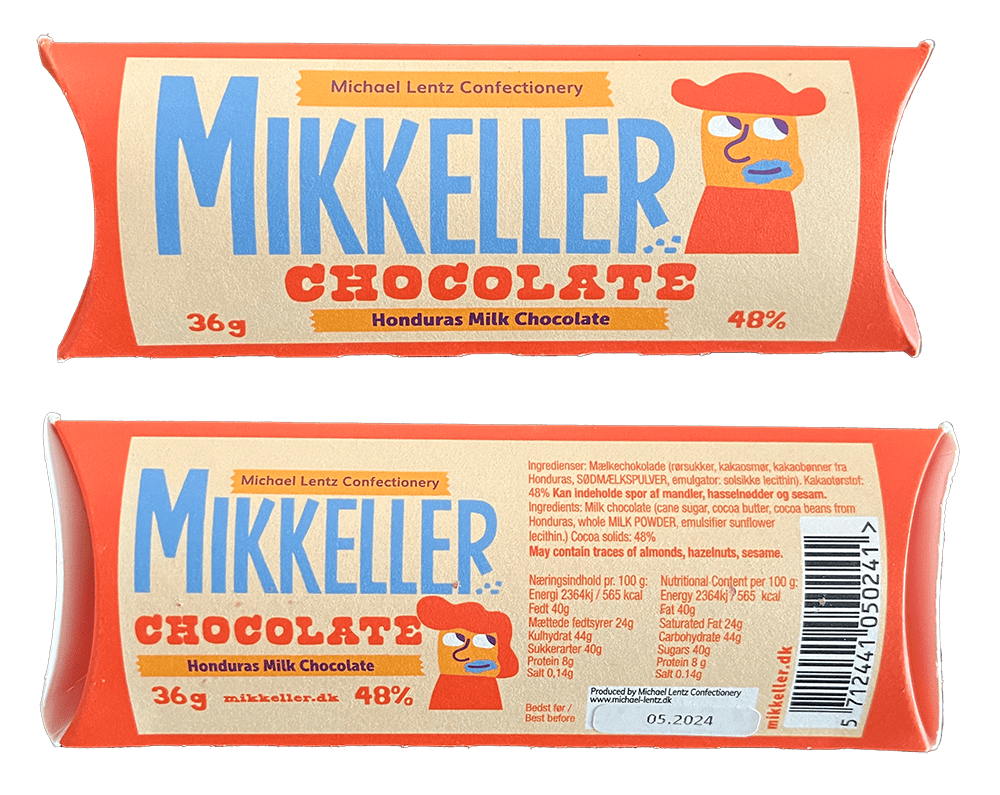 Michael Lentz Confectionery
MIKKELLER
CHOCOLATE
Honduras Milk Chocolate
36g
48%
Michael Lentz Confectionery
MIKKELLER
CHOCOLATE
Honduras Milk Chocolate
36g mikkeller.dk 48%
Ingredienser: Mælkechokolade (rørsukker, kakaosmør, kakaobønner fra
Honduras, SØDMÆLKSPULVER, emulgator: solsikke lecithin). Kakaotørstof:
48% Kan indeholde spor af mandler, hasselnødder og sesam.
Ingredients: Milk chocolate (cane sugar, cocoa butter, cocoa beans from
Honduras, whole MILK POWDER, emulsifier sunflower
lecithin.) Cocoa solids: 48%
May contain traces of almonds, hazelnuts, sesame.
Næringsindhold pr. 100 g:
Energi 2364kj / 565 kcal
Fedt 40g
Mættede fedtsyrer 24g
Kulhydrat 44g
Sukkerarter 40g
Protein 8g
Salt 0,14g
Nutritional Content per 100 g:
Energy 2364kj / 565 kcal
Fat 40g
Saturated Fat 24g
Carbohydrate 44g
Sugars 40g
Protein 8 g
Salt 0.14g
Bedst før /
Best before
Produced by Michael Lentz Confectionery
www.michael-lentz.dk
05.2024
mikkeller.dk
5 712441 050241 >